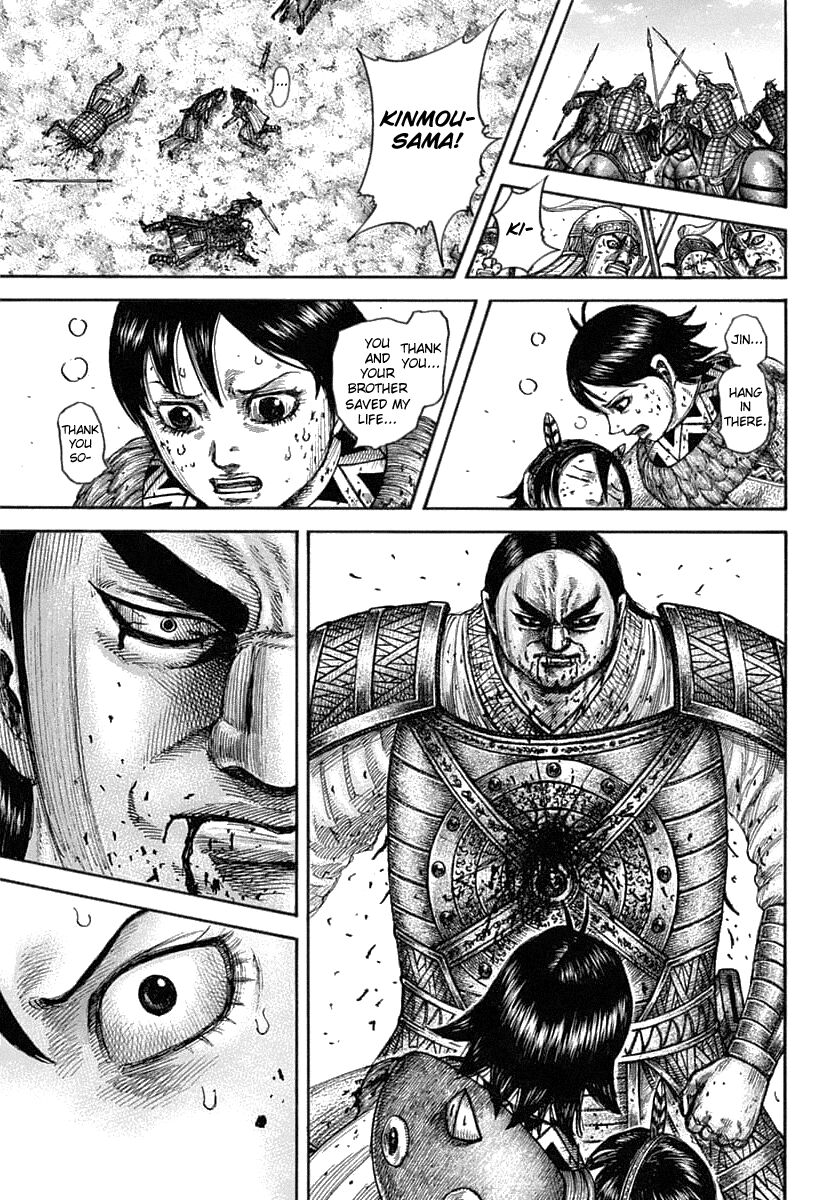 KI-
KINMOU-
SAMA!
...
JIN...
HANG
IN
THERE.
THANK
YOU...
YOU
AND
YOUR
BROTHER
SAVED MY
LIFE...
THANK
YOU
SO-